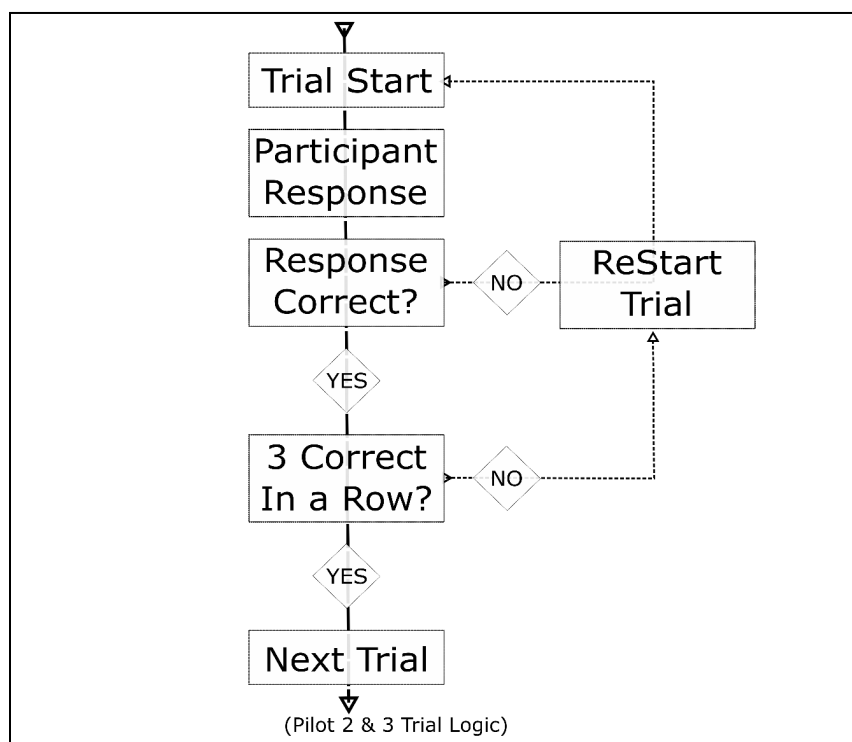 Trial Start
Participant
Response
Response
Correct?
NO
ReStart
Trial
YES
3 Correct
In a Row?
NO
YES
Next Trial
(Pilot 2 & 3 Trial Logic)